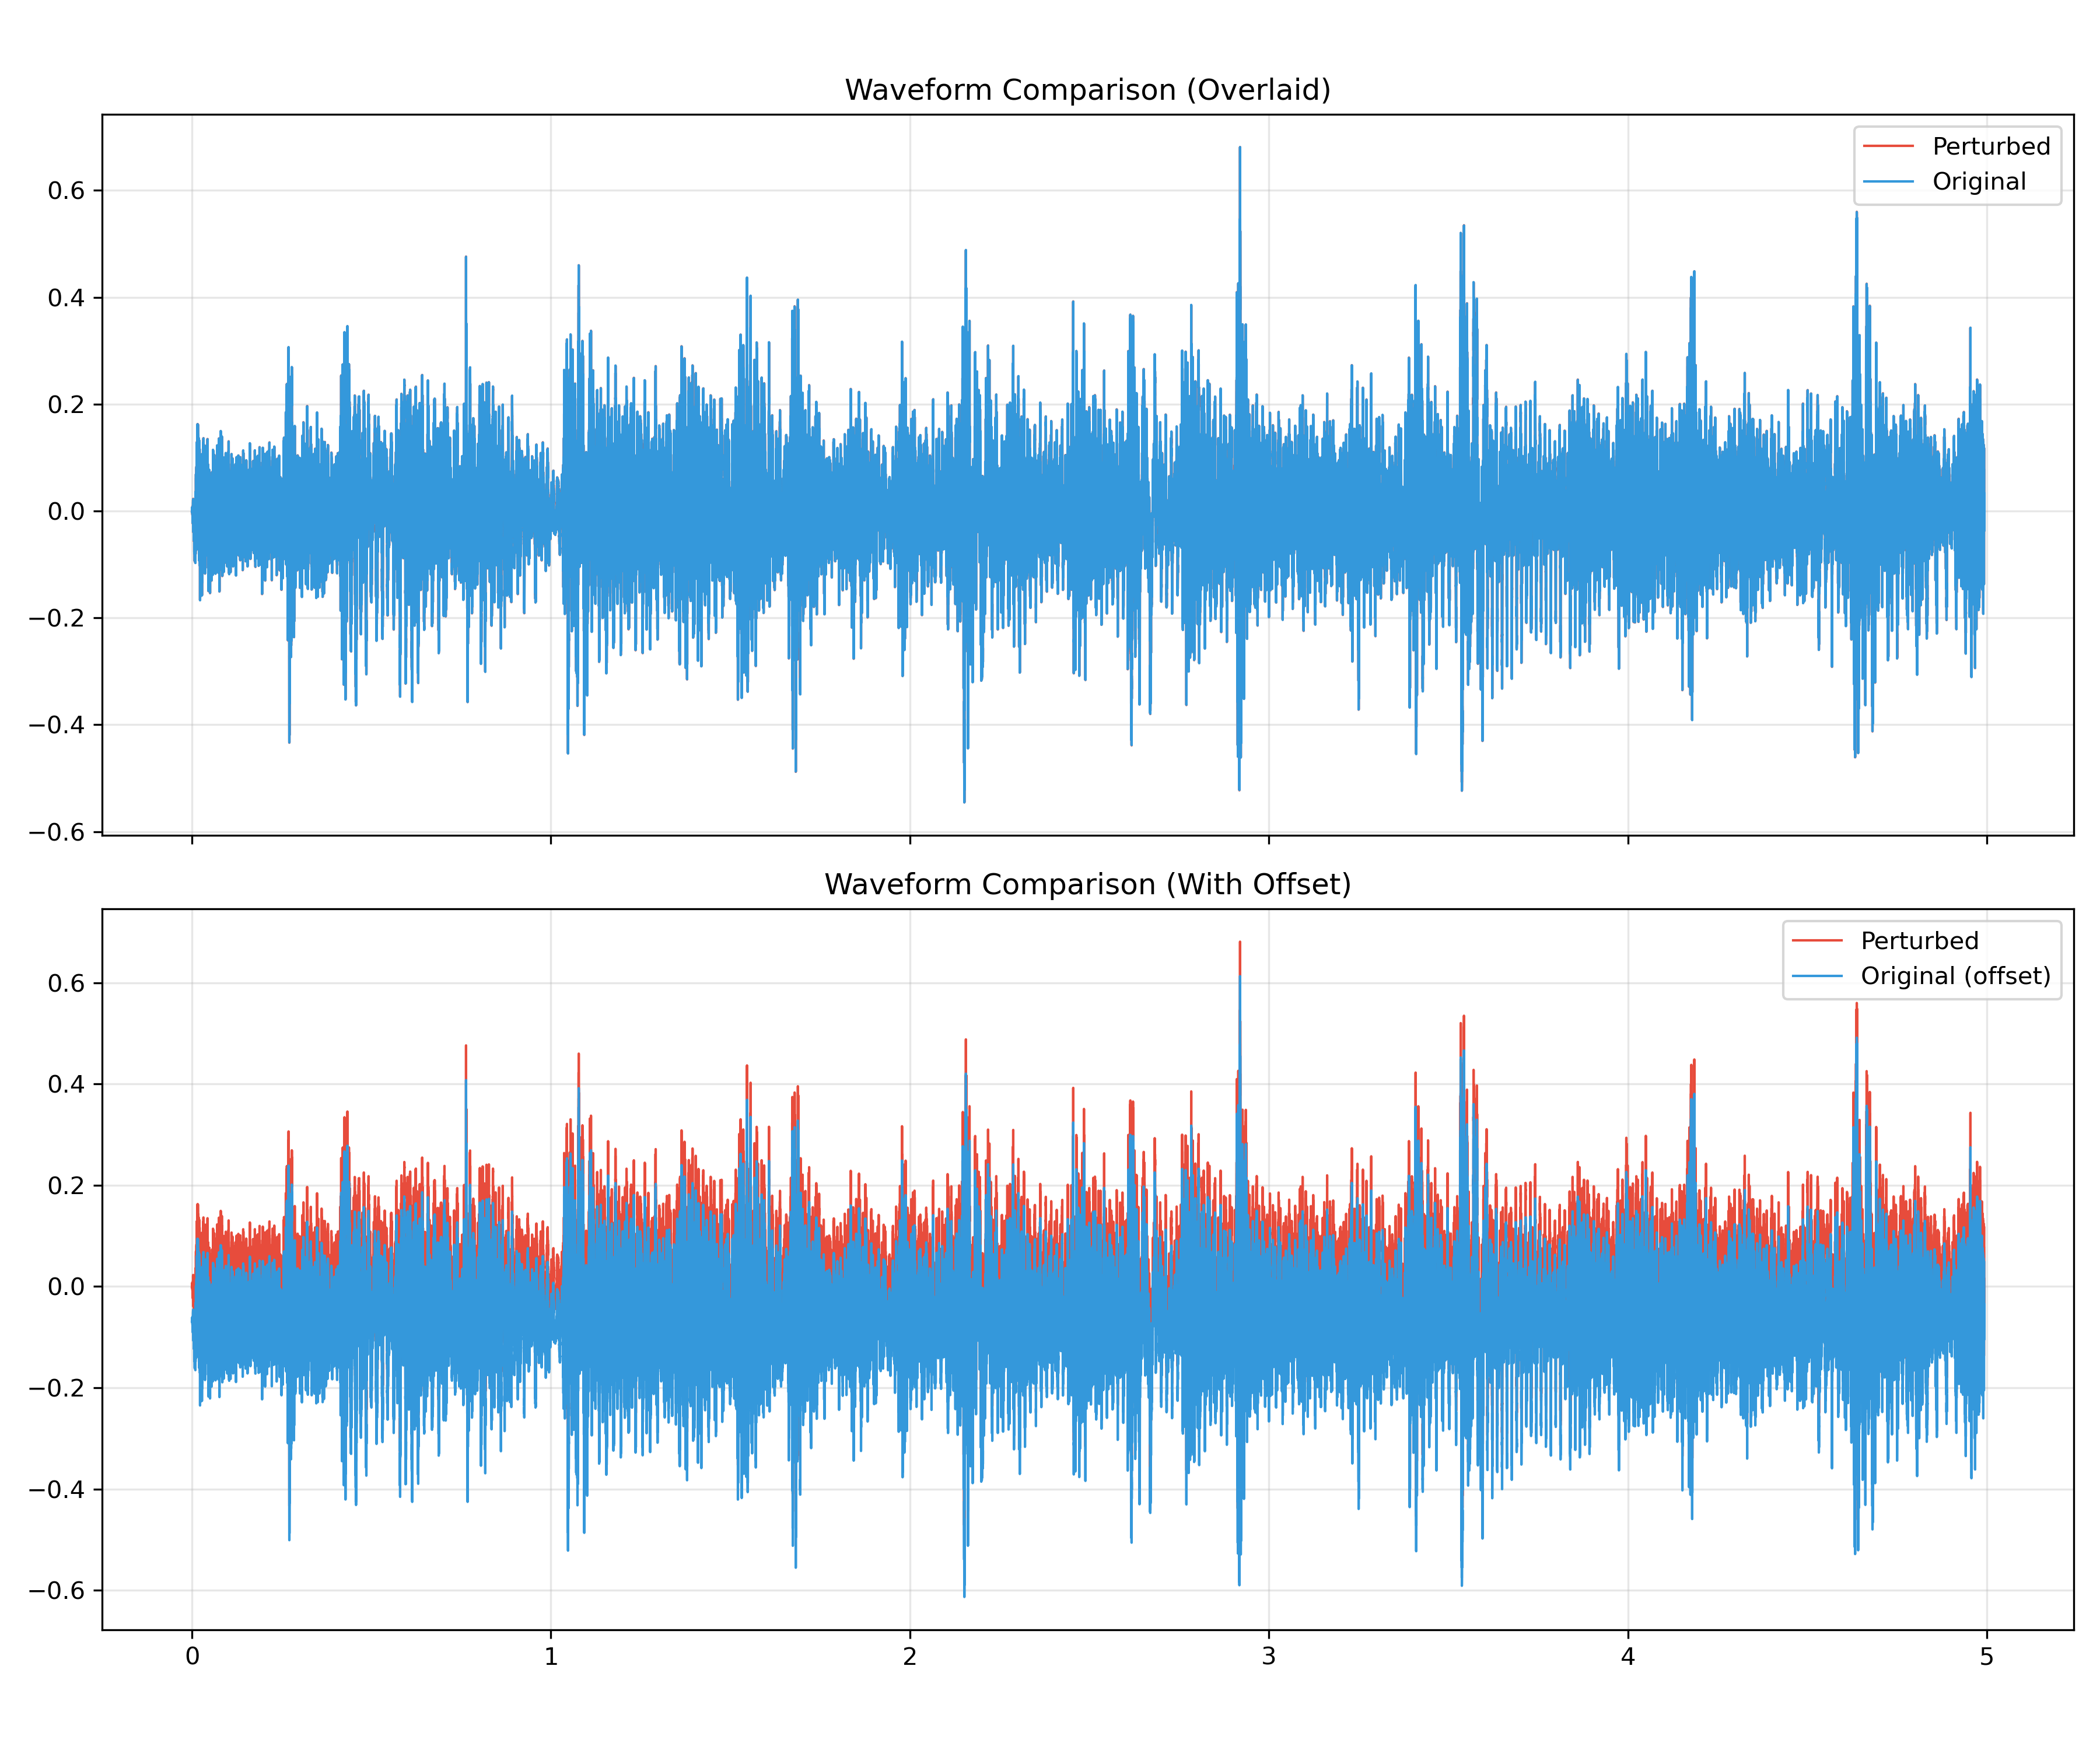 Waveform Comparison (Overlaid)
Perturbed
Original
0.6
0.4
0.2
0.0
−0.2
−0.4
−0.6
Waveform Comparison (With Offset)
Perturbed
Original (offset)
0.6
0.4
0.2
0.0
−0.2
−0.4
−0.6
0 1 2 3 4 5